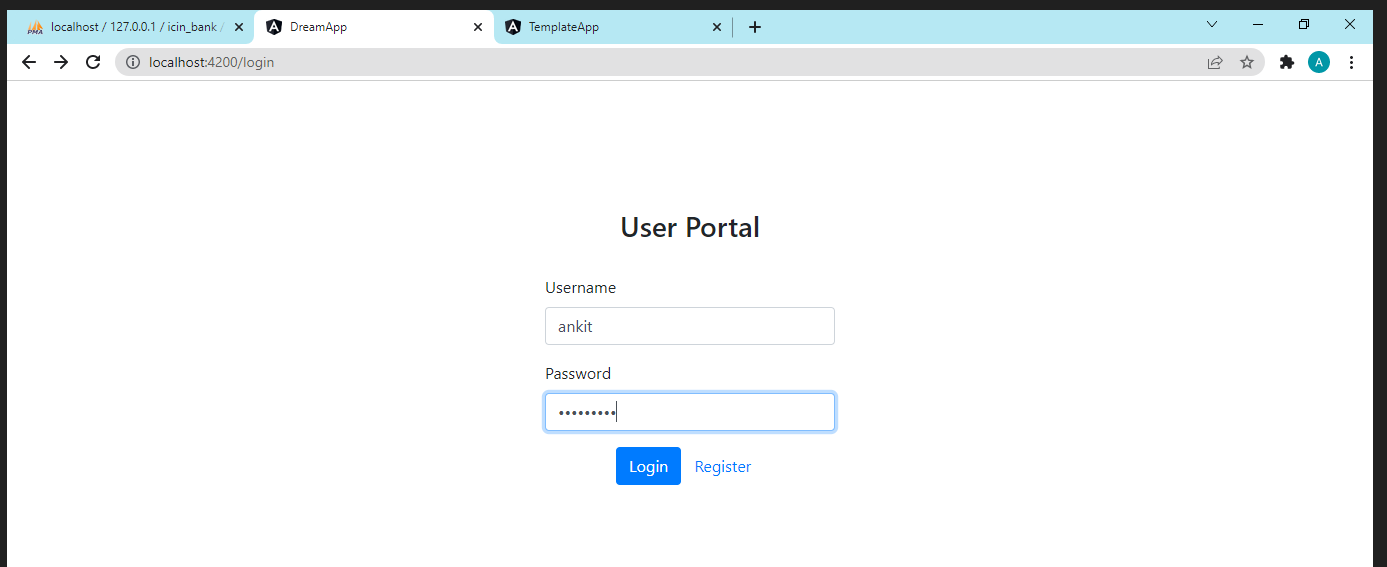 localhost / 127.0.0.1 / icin_bank /
DreamApp
TemplateApp
localhost:4200/login
A
User Portal
Username
ankit
Password
•••••••••
Login Register